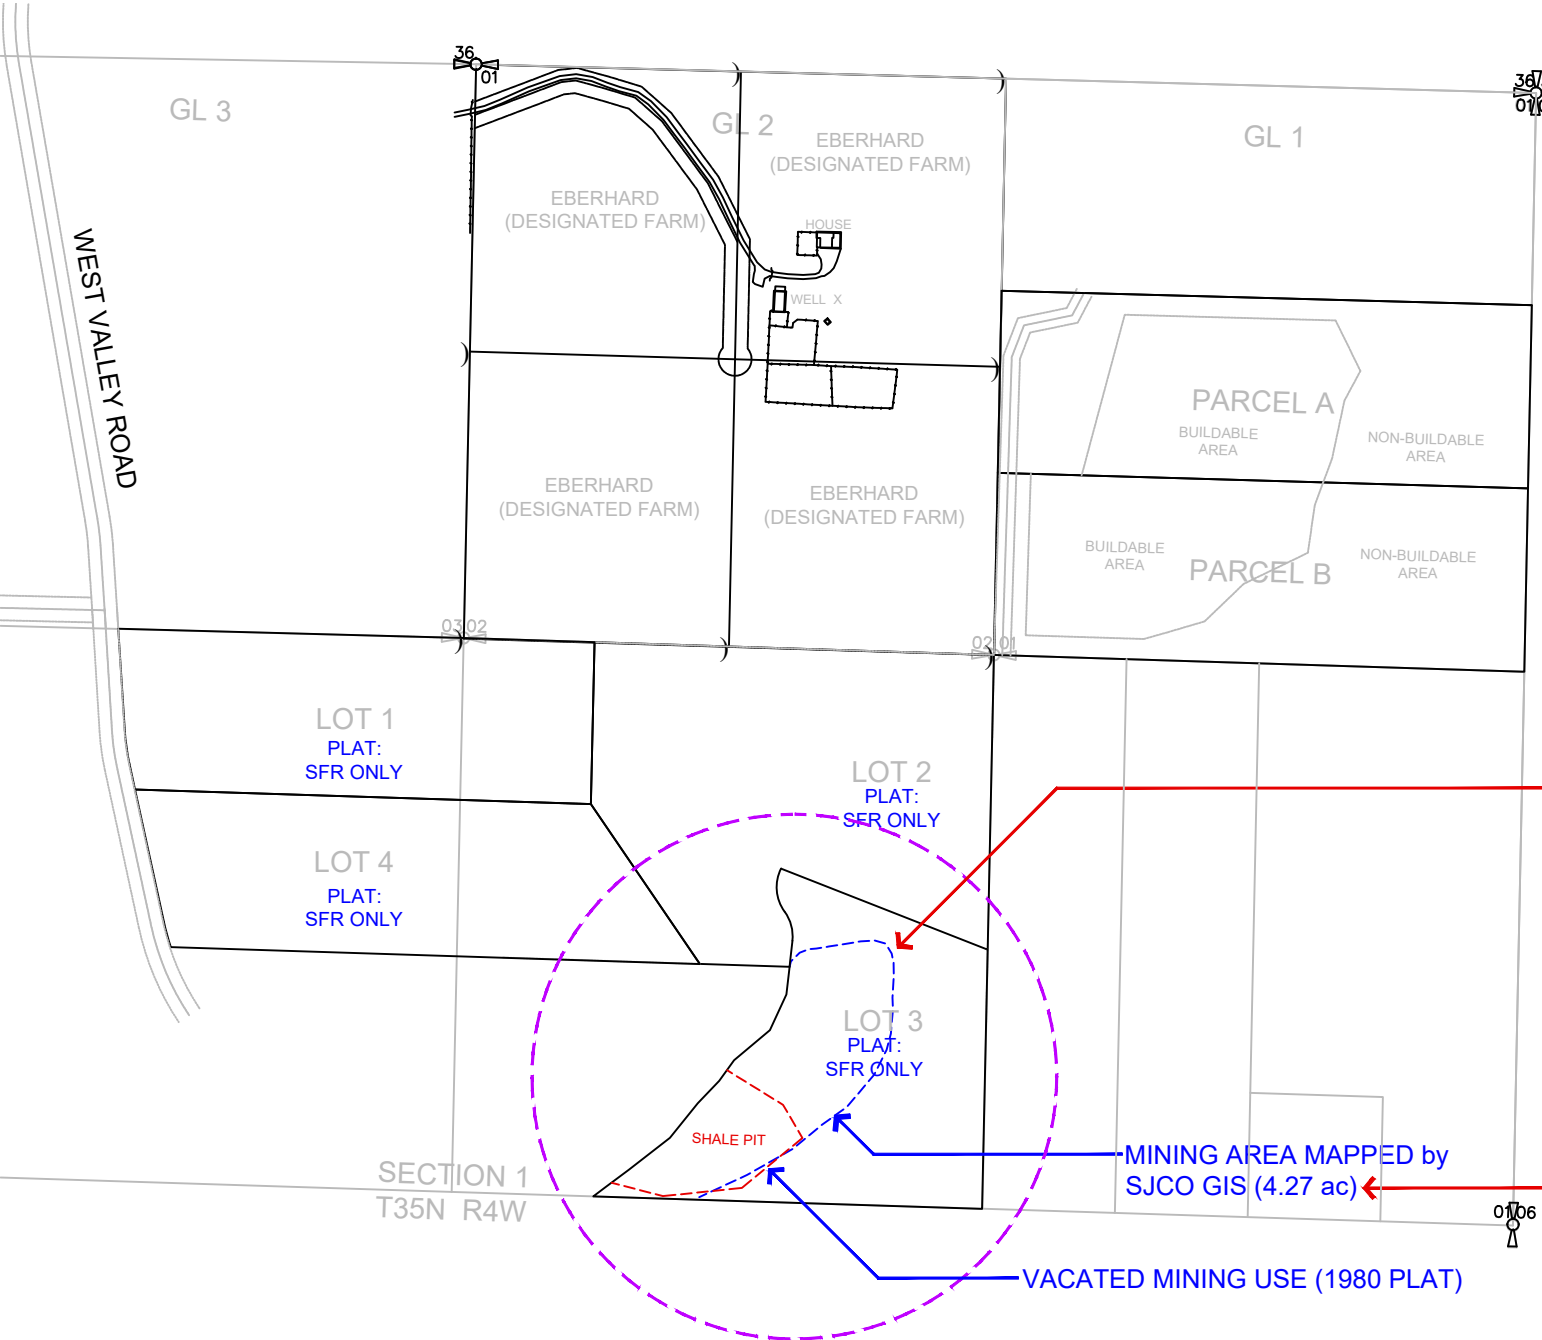 36
01
36
01
GL 3
GL 2
GL 1
EBERHARD
(DESIGNATED FARM)
EBERHARD
(DESIGNATED FARM)
HOUSE
WELL X
WEST VALLEY ROAD
PARCEL A
BUILDABLE
AREA
NON-BUILDABLE
AREA
EBERHARD
(DESIGNATED FARM)
EBERHARD
(DESIGNATED FARM)
BUILDABLE
AREA
PARCEL B
NON-BUILDABLE
AREA
03 02
02 01
LOT 1
PLAT:
SFR ONLY
LOT 2
PLAT:
SFR ONLY
LOT 4
PLAT:
SFR ONLY
LOT 3
PLAT:
SFR ONLY
SHALE PIT
MINING AREA MAPPED by
SJCO GIS (4.27 ac)
SECTION 1
T35N R4W
01 06
VACATED MINING USE (1980 PLAT)